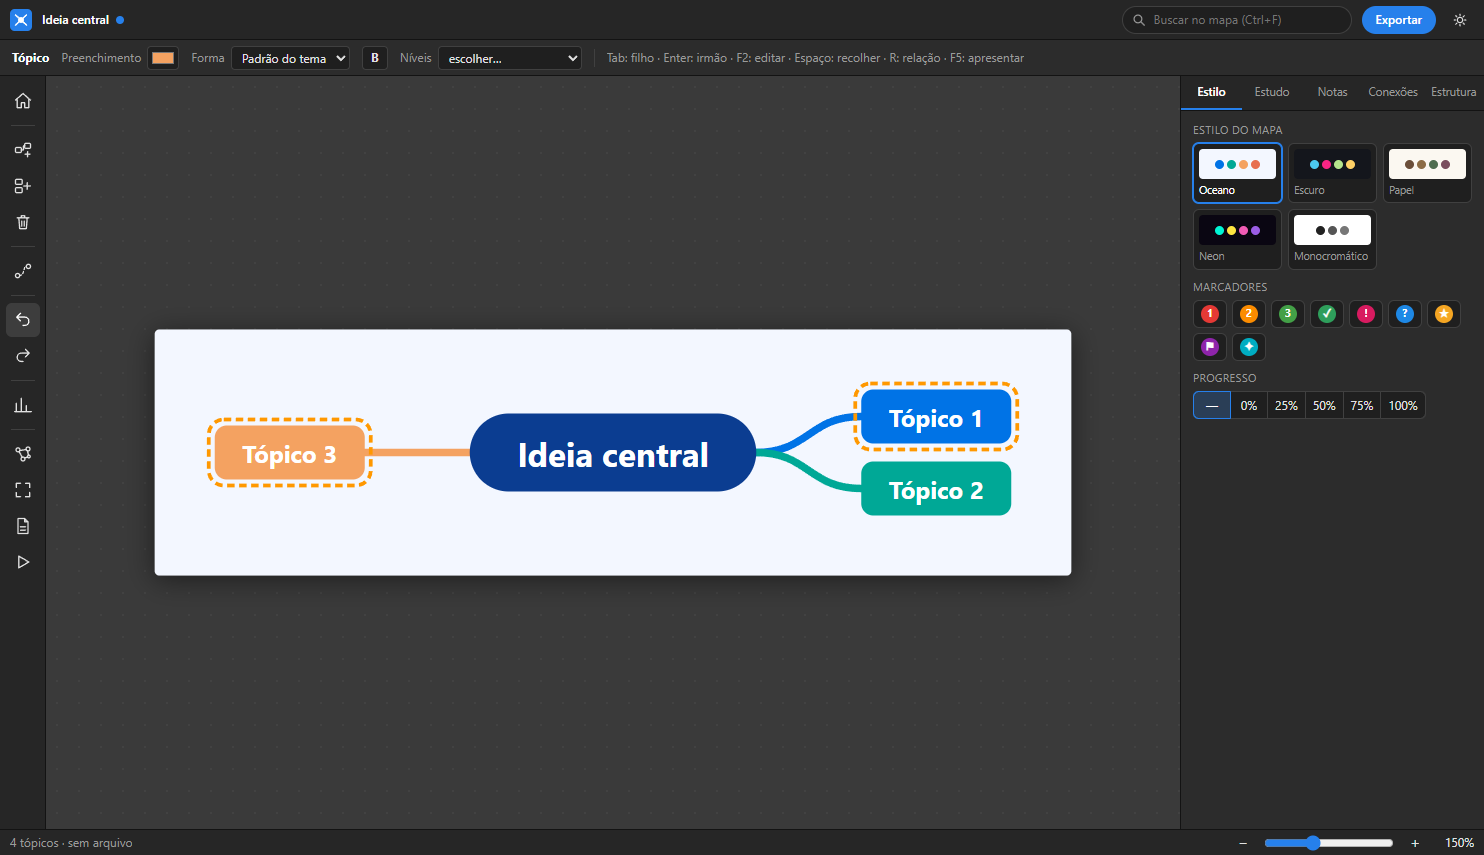 Ideia central
Buscar no mapa (Ctrl+F)
Exportar
Tópico
Preenchimento
Forma
Padrão do tema
B
Níveis
escolher...
Tab: filho · Enter: irmão · F2: editar · Espaço: recolher · R: relação · F5: apresentar
Estilo
Estudo
Notas
Conexões
Estrutura
ESTILO DO MAPA
Oceano
Escuro
Papel
Neon
Monocromático
MARCADORES
1
2
3
!
?
PROGRESSO
—
0%
25%
50%
75%
100%
Tópico 3
Ideia central
Tópico 1
Tópico 2
4 tópicos · sem arquivo
−
+
150%